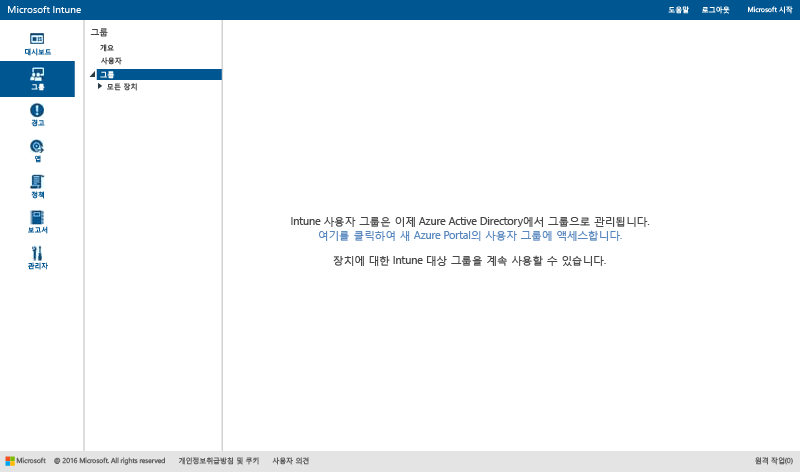 Microsoft Intune
도움말 로그아웃 Microsoft 시작
대시보드
그룹
경고
앱
정책
보고서
관리자
그룹
개요
사용자
그룹
모든 장치
Intune 사용자 그룹은 이제 Azure Active Directory에서 그룹으로 관리됩니다.
여기를 클릭하여 새 Azure Portal의 사용자 그룹에 액세스합니다.
장치에 대한 Intune 대상 그룹을 계속 사용할 수 있습니다.
Microsoft @ 2016 Microsoft. All rights reserved 개인정보취급방침 및 쿠키 사용자 의견 원격 작업(0)